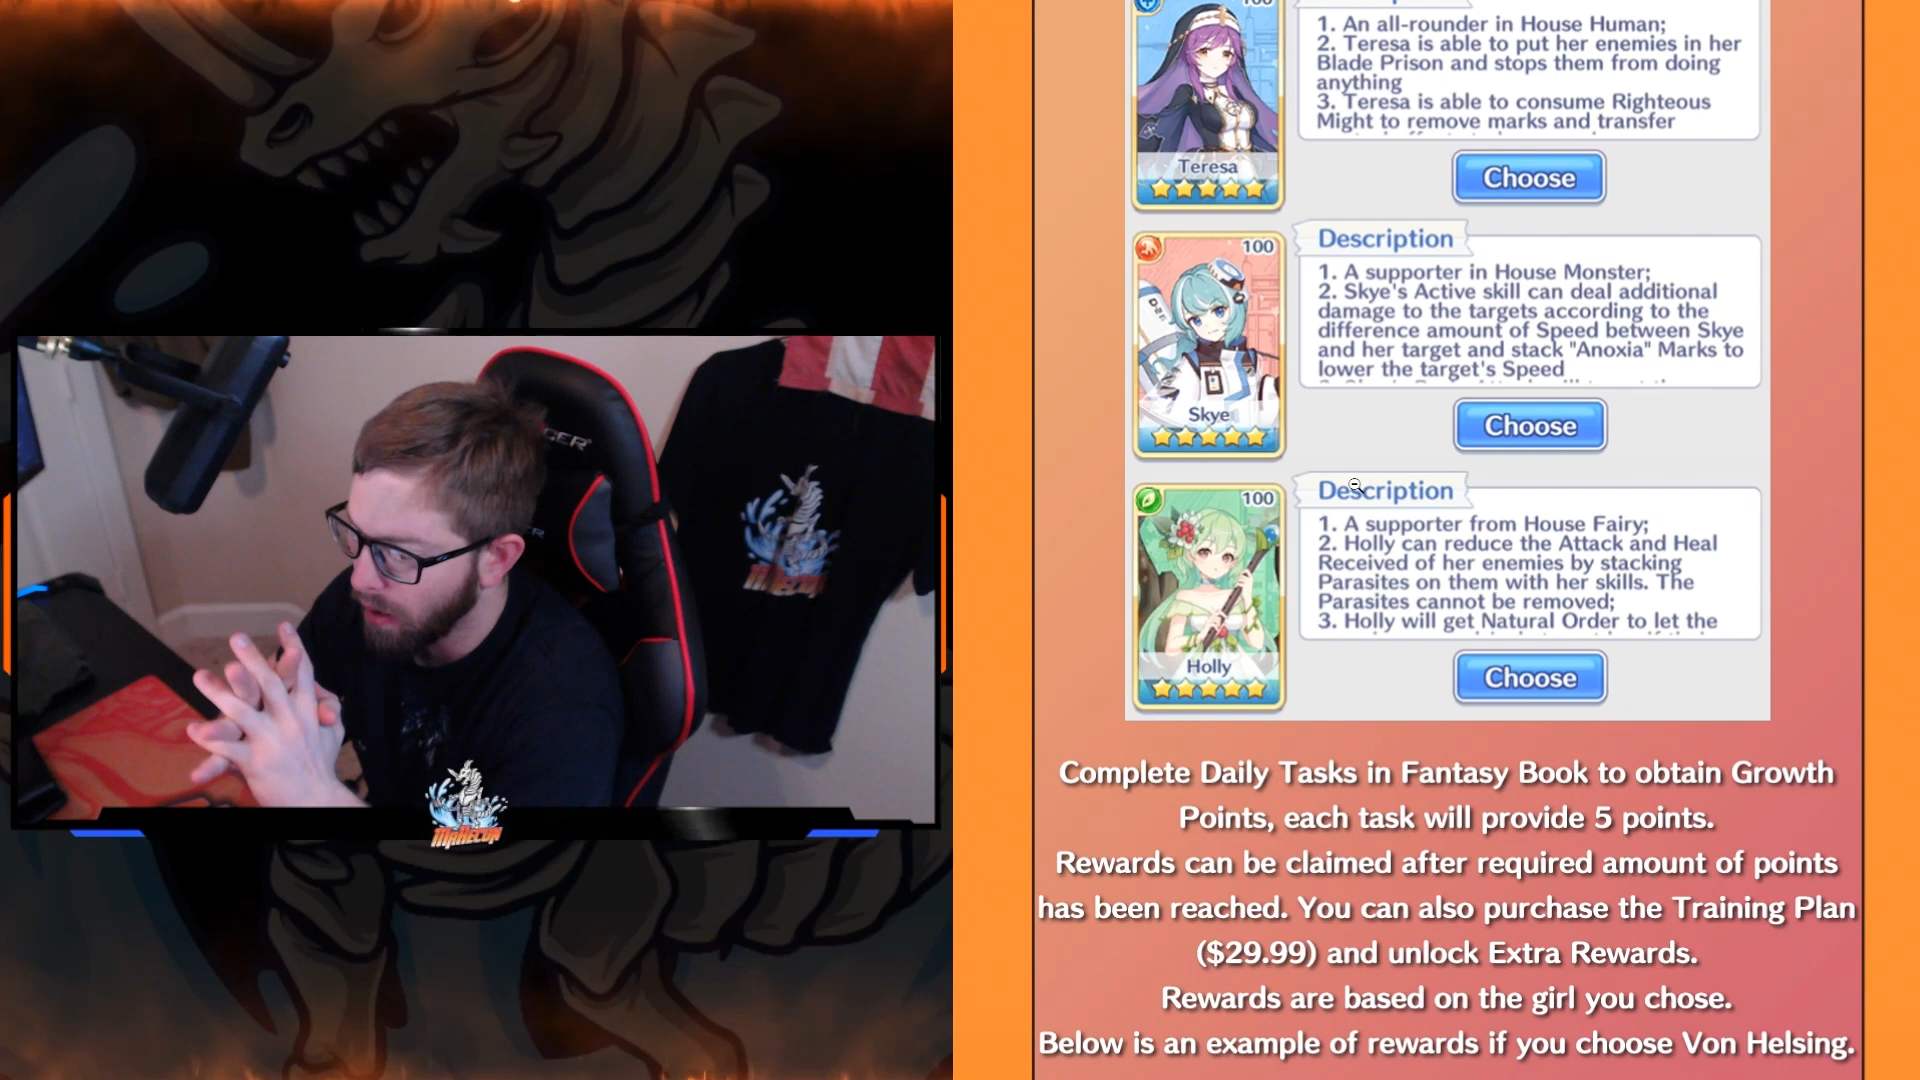 100
1. An all-rounder in House Human;
2. Teresa is able to put her enemies in her
Blade Prison and stops them from doing
anything
3. Teresa is able to consume Righteous
Might to remove marks and transfer
Teresa
Choose
100
Description
1. A supporter in House Monster;
2. Skye's Active skill can deal additional
damage to the targets according to the
difference amount of Speed between Skye
and her target and stack "Anoxia" Marks to
lower the target's Speed
Skye
Choose
100
Description
1. A supporter from House Fairy;
2. Holly can reduce the Attack and Heal
Received of her enemies by stacking
Parasites on them with her skills. The
Parasites cannot be removed;
3. Holly will get Natural Order to let the
Holly
Choose
MRRECON
Complete Daily Tasks in Fantasy Book to obtain Growth
Points, each task will provide 5 points.
Rewards can be claimed after required amount of points
has been reached. You can also purchase the Training Plan
($29.99) and unlock Extra Rewards.
Rewards are based on the girl you chose.
Below is an example of rewards if you choose Von Helsing.